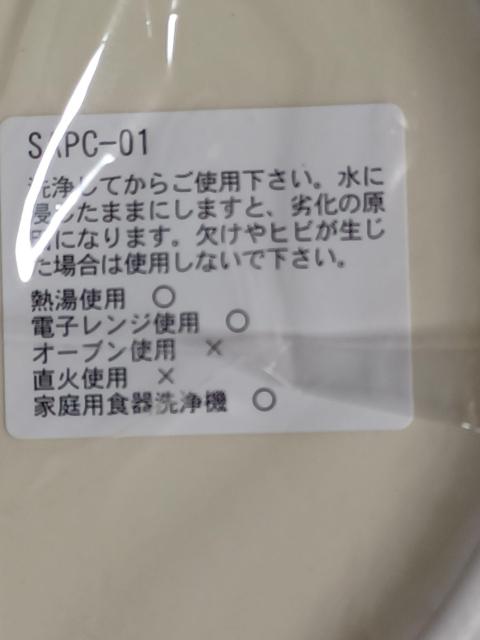 SAPC-01
洗浄してからご使用下さい。水に
浸したままにしますと、劣化の原
因になります。欠けやヒビが生じ
た場合は使用しないで下さい。
熱湯使用 ○
電子レンジ使用 ○
オーブン使用 ×
直火使用 ×
家庭用食器洗浄機 ○